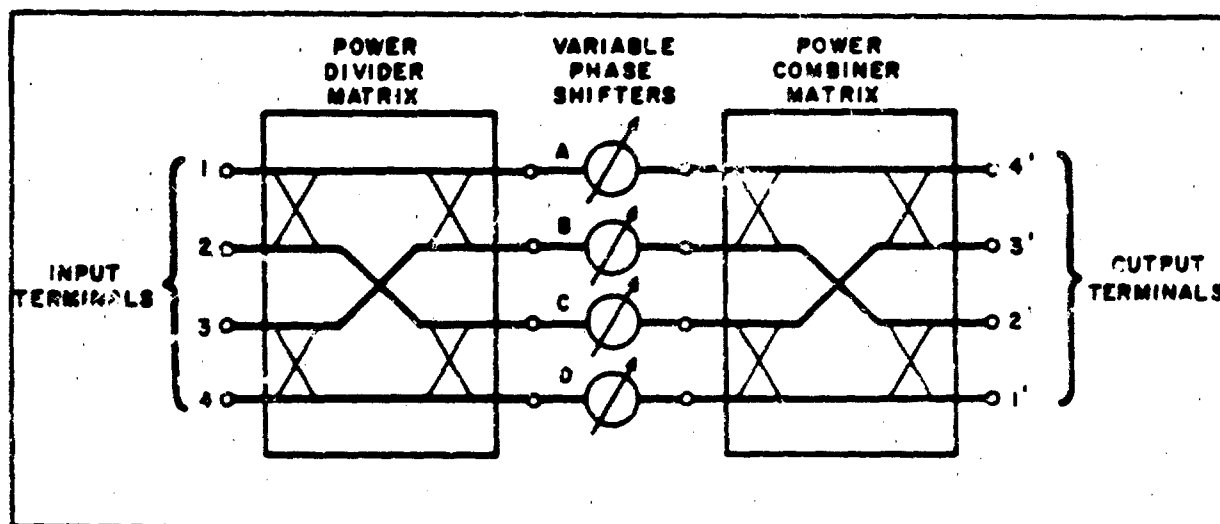 POWER
DIVIDER
MATRIX
VARIABLE
PHASE
SHIFTERS
POWER
COMBINER
MATRIX
INPUT
TERMINALS
1
2
3
4
A
B
C
D
4'
3'
2
1'
OUTPUT
TERMINALS